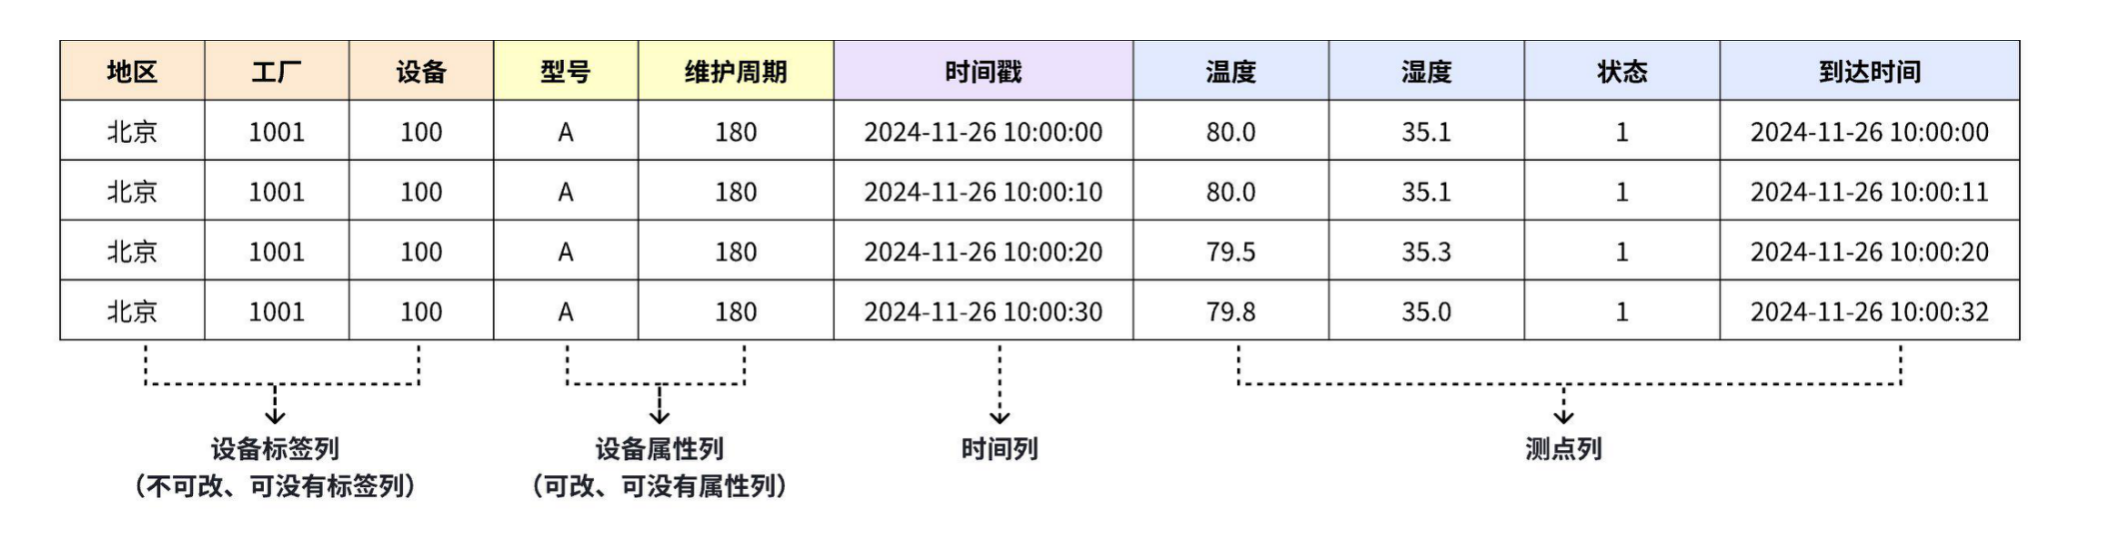 地区 工厂 设备 型号 维护周期 时间戳 温度 湿度 状态 到达时间
北京 1001 100 A 180 2024-11-26 10:00:00 80.0 35.1 1 2024-11-26 10:00:00
北京 1001 100 A 180 2024-11-26 10:00:10 80.0 35.1 1 2024-11-26 10:00:11
北京 1001 100 A 180 2024-11-26 10:00:20 79.5 35.3 1 2024-11-26 10:00:20
北京 1001 100 A 180 2024-11-26 10:00:30 79.8 35.0 1 2024-11-26 10:00:32
设备标签列 设备属性列 时间列 测点列
（不可改、可没有标签列） （可改、可没有属性列）